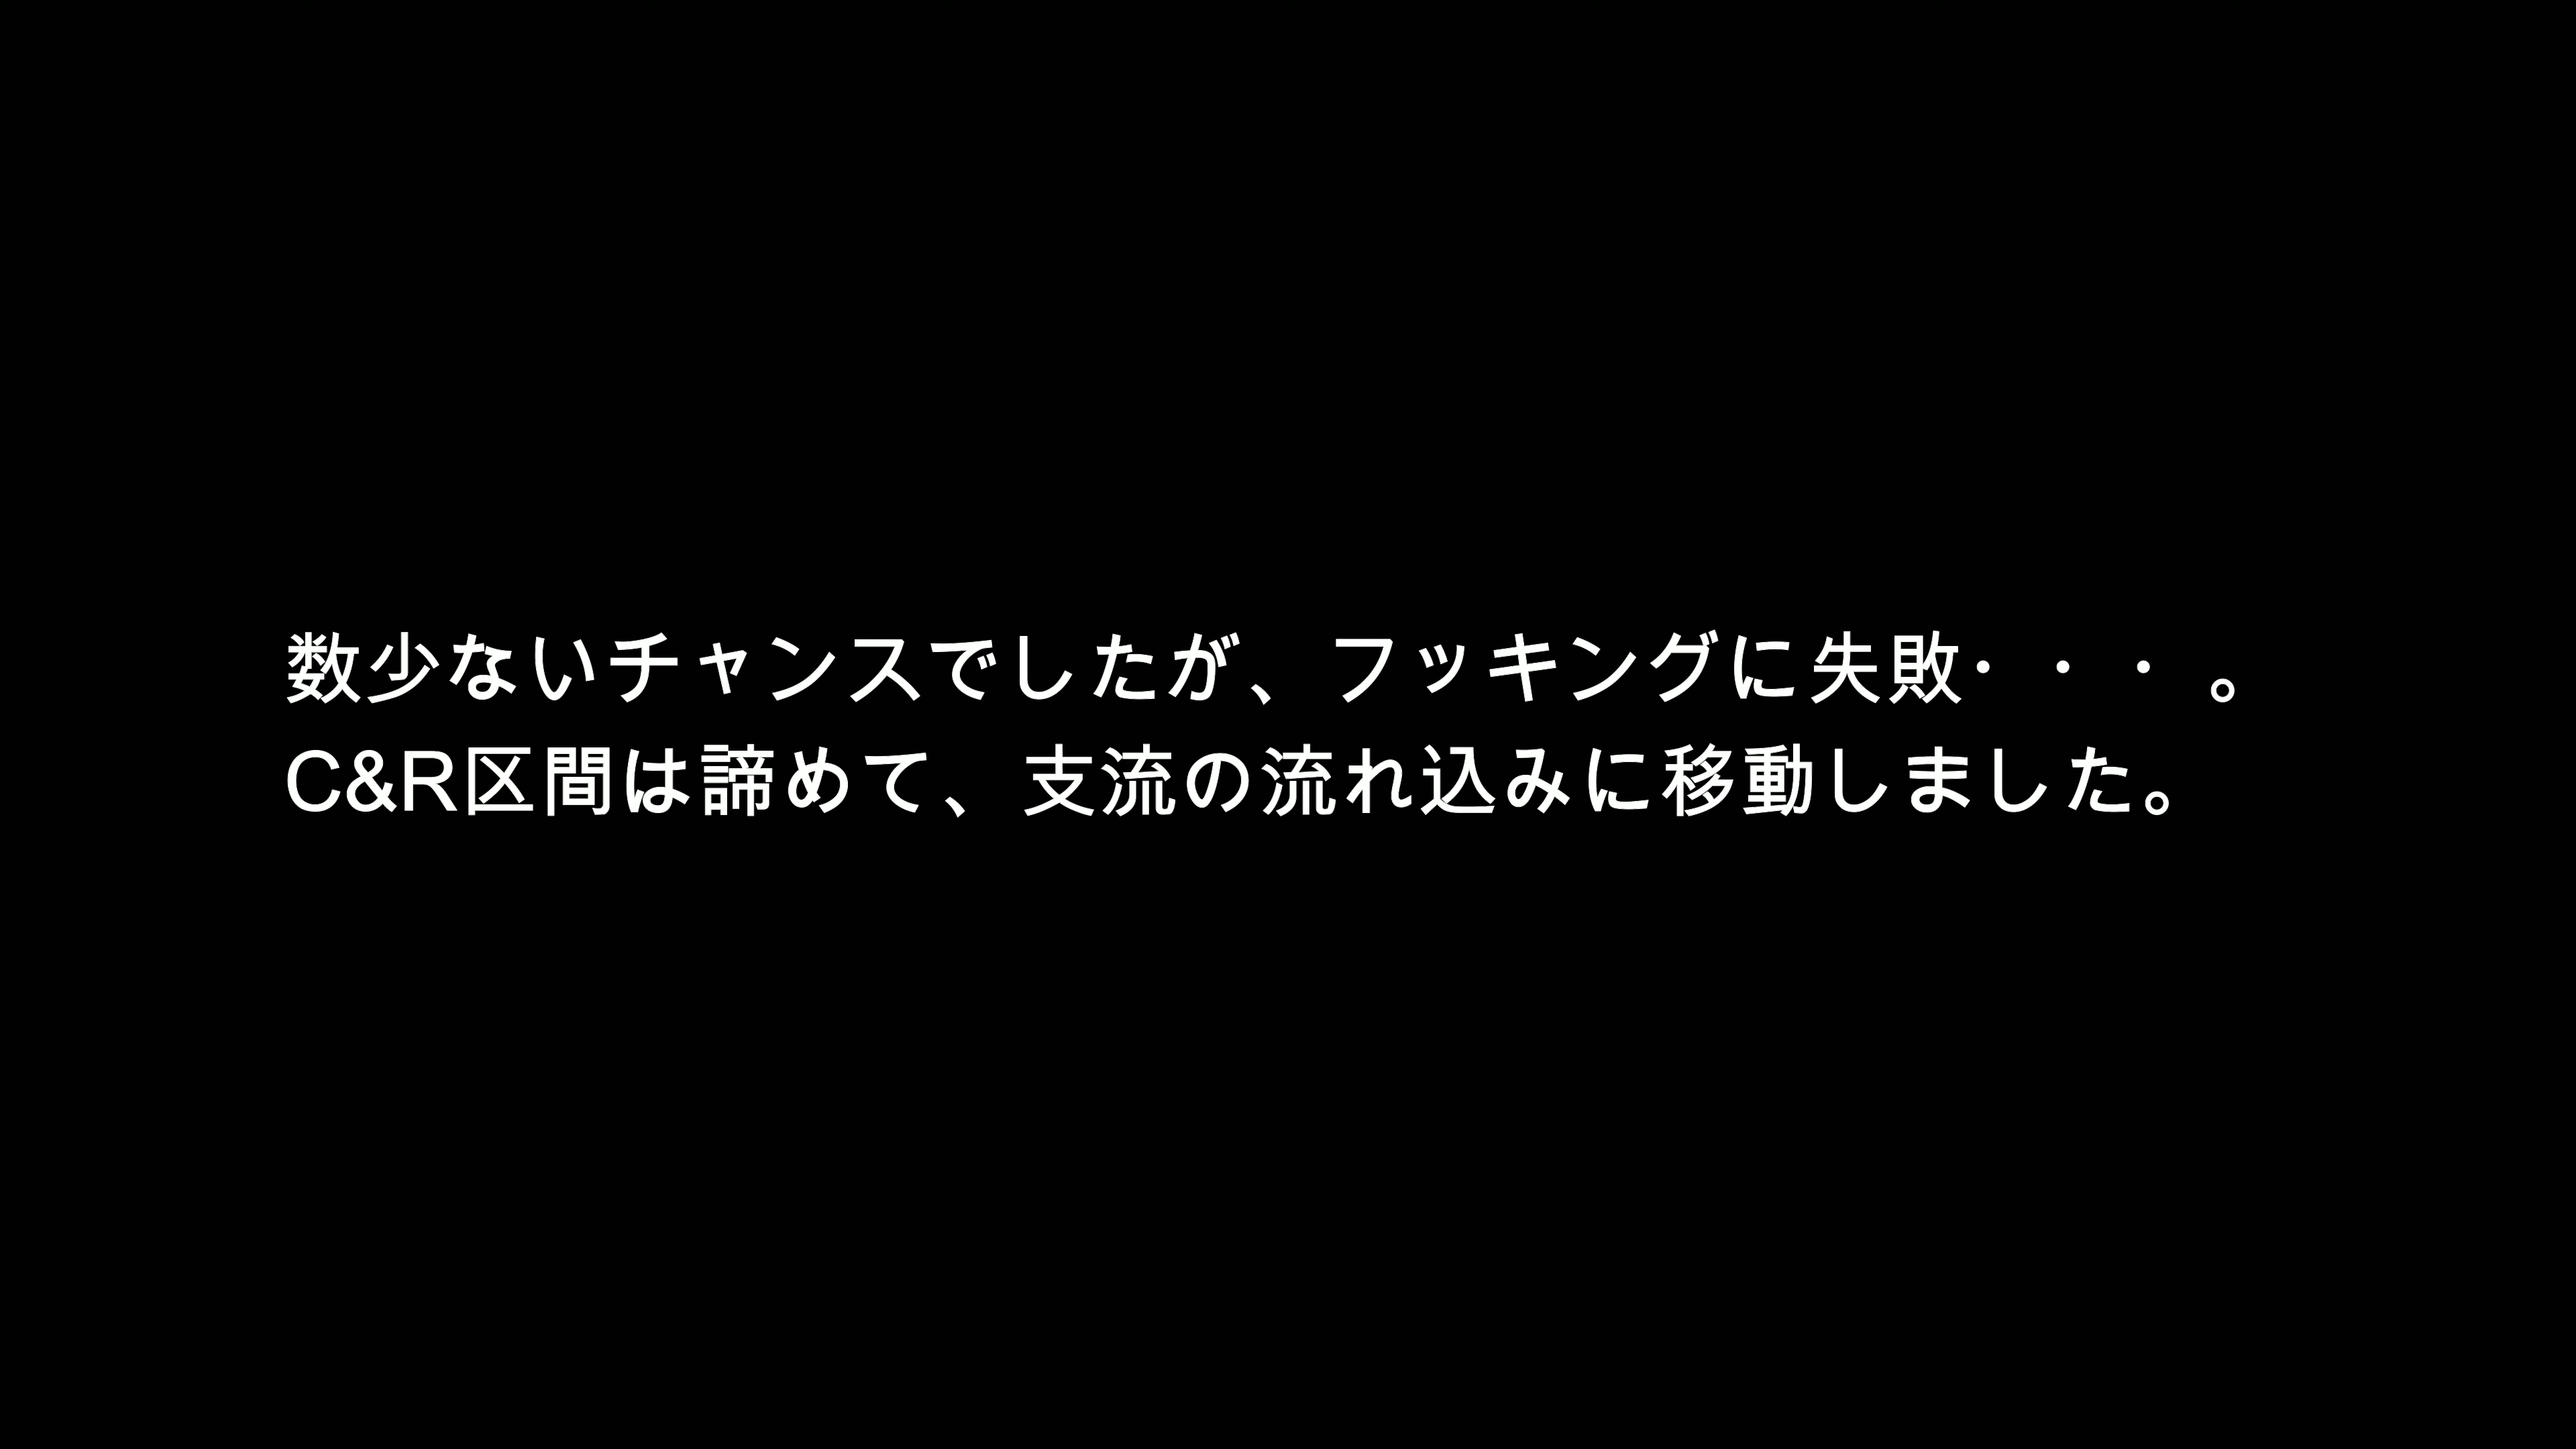 数少ないチャンスでしたが、フッキングに失敗・・・。
C&R区間は諦めて、支流の流れ込みに移動しました。